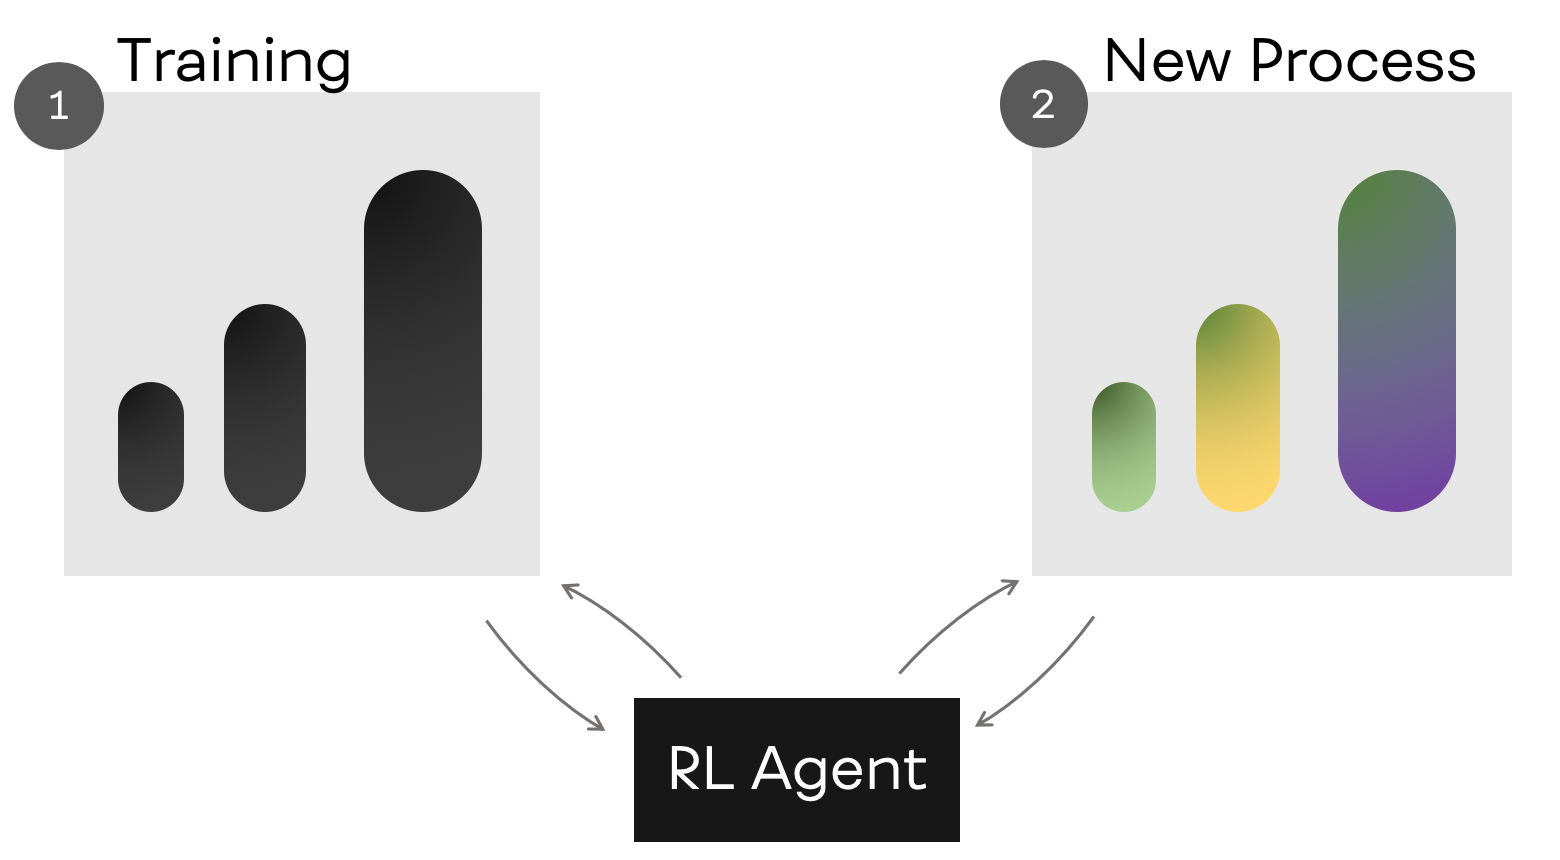 Training
1
New Process
2
RL Agent